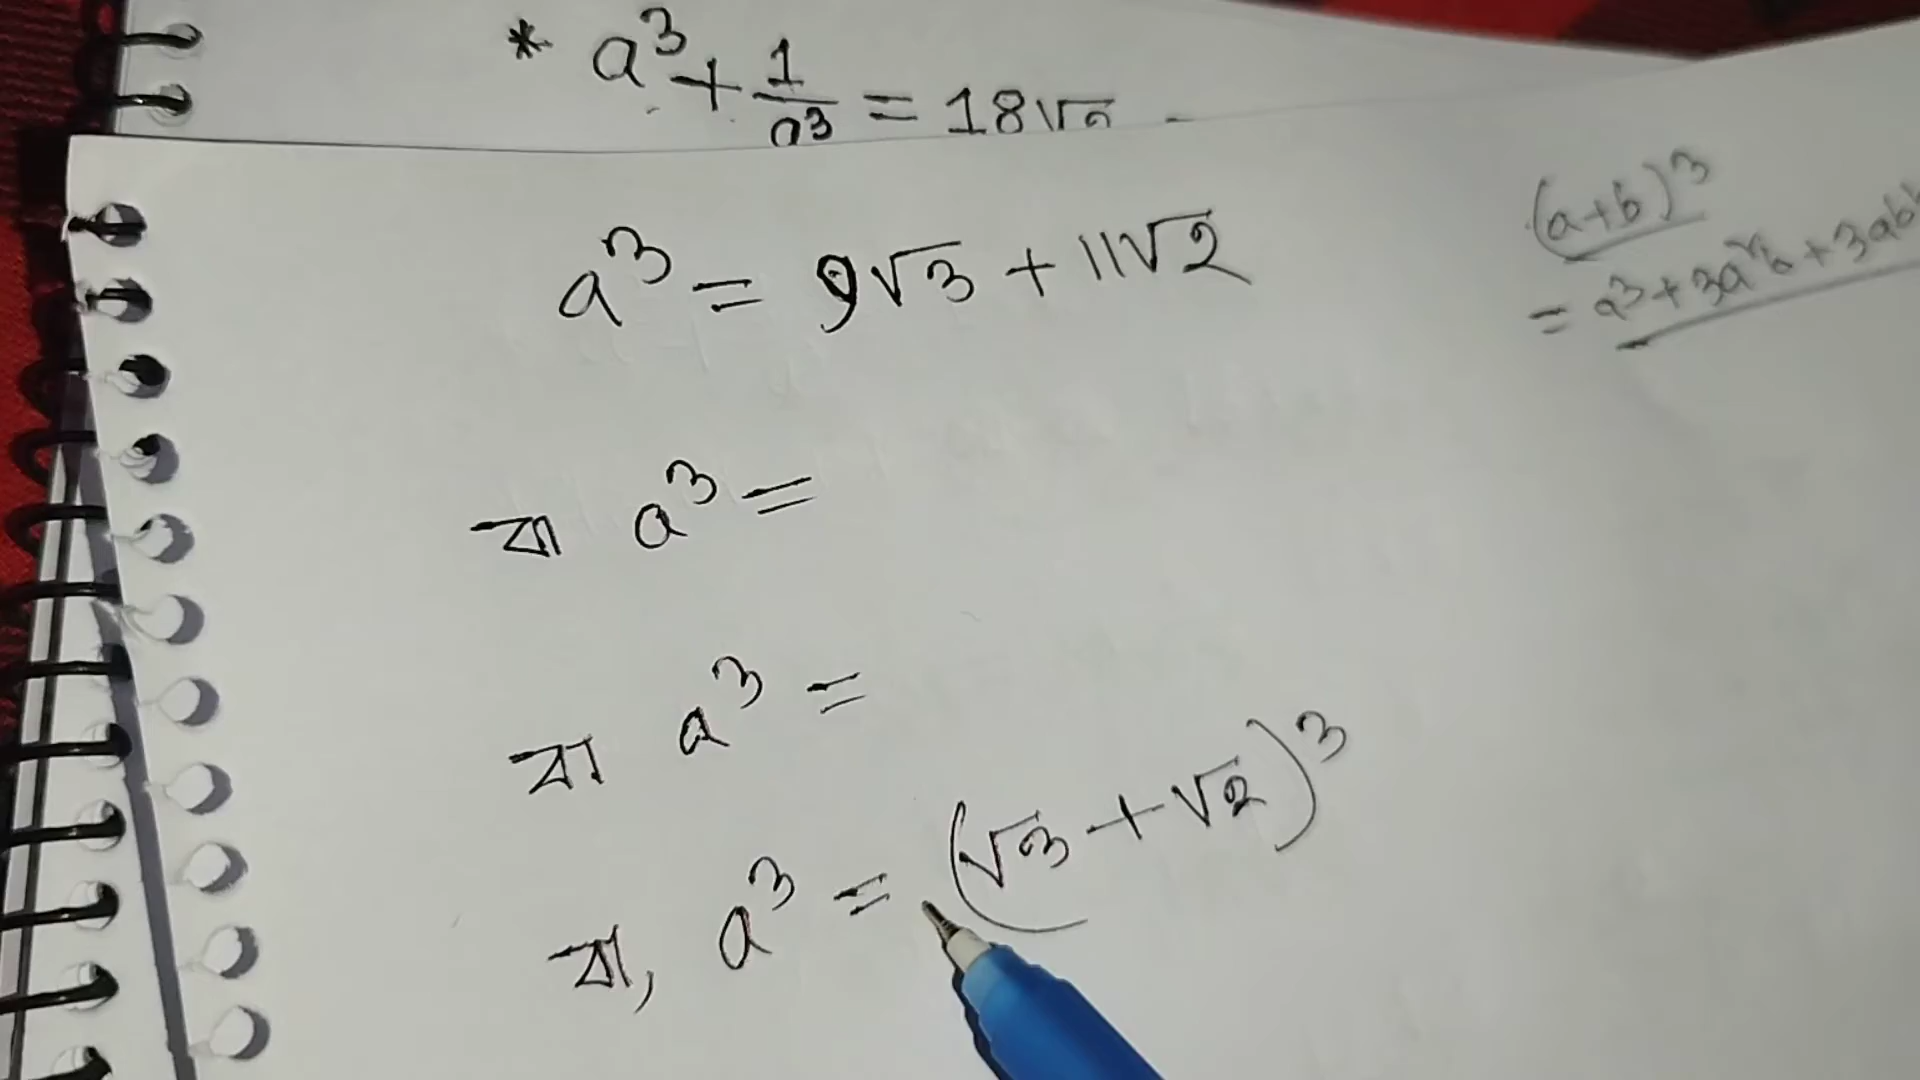 * a³ + 1/a³ = 18√3
a³ = 9√3 + 11√2
(a+b)³
= a³+3a²b+3ab
বা a³ =
বা a³ =
বা, a³ = (√3 + √2)³